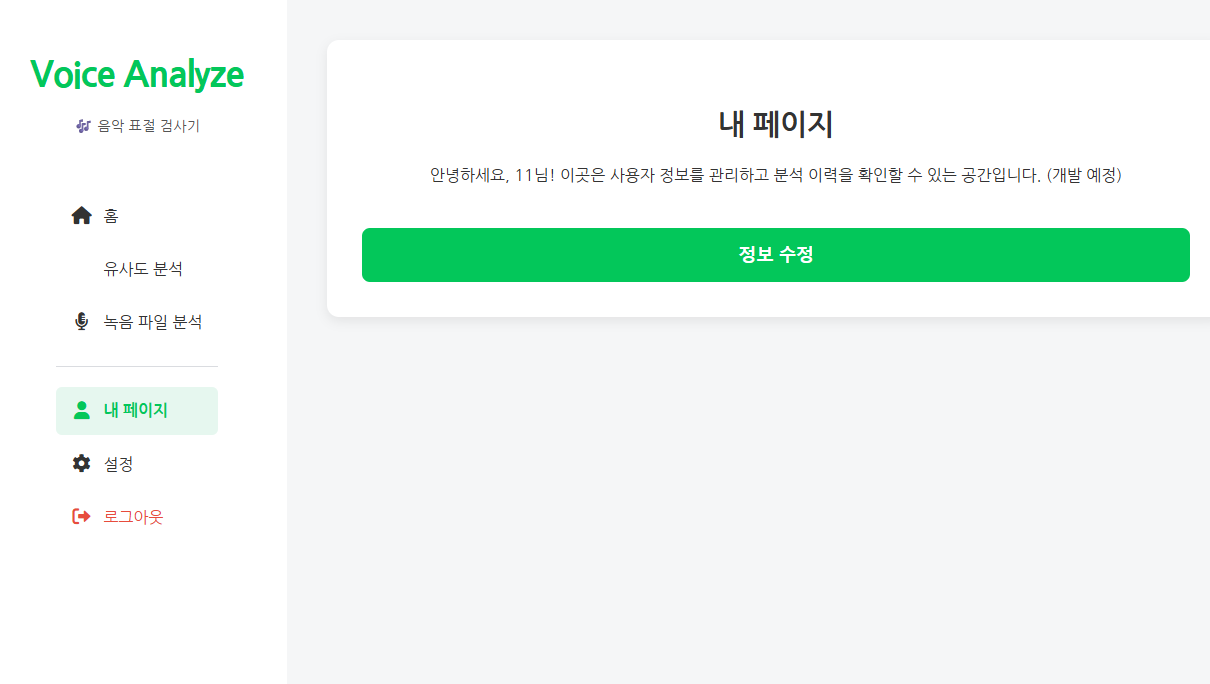 Voice Analyze
🎶 음악 표절 검사기
홈
유사도 분석
녹음 파일 분석
내 페이지
설정
로그아웃
내 페이지
안녕하세요, 11님! 이곳은 사용자 정보를 관리하고 분석 이력을 확인할 수 있는 공간입니다. (개발 예정)
정보 수정